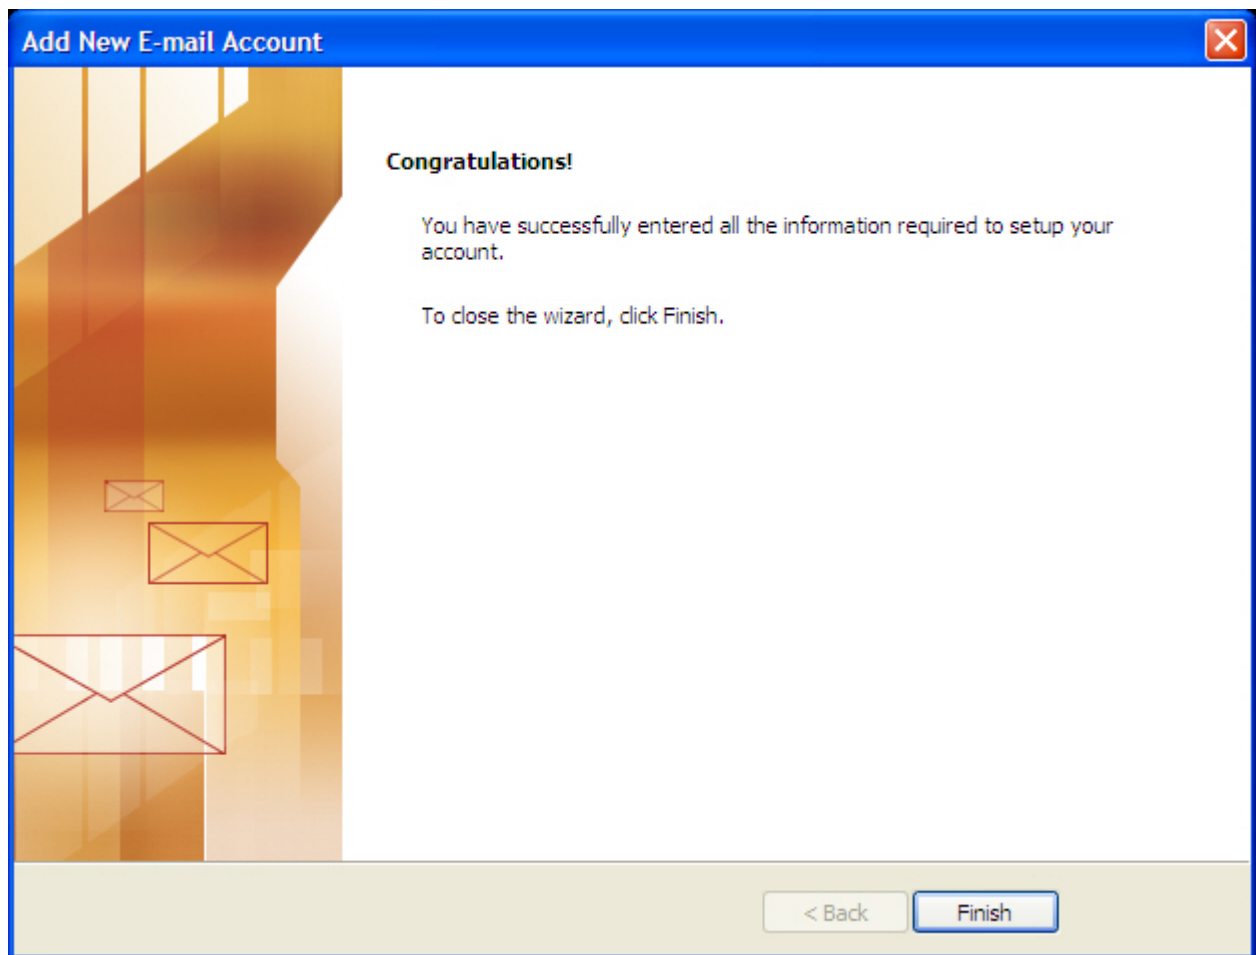 Add New E-mail Account
Congratulations!
You have successfully entered all the information required to setup your
account.
To close the wizard, click Finish.
< Back
Finish